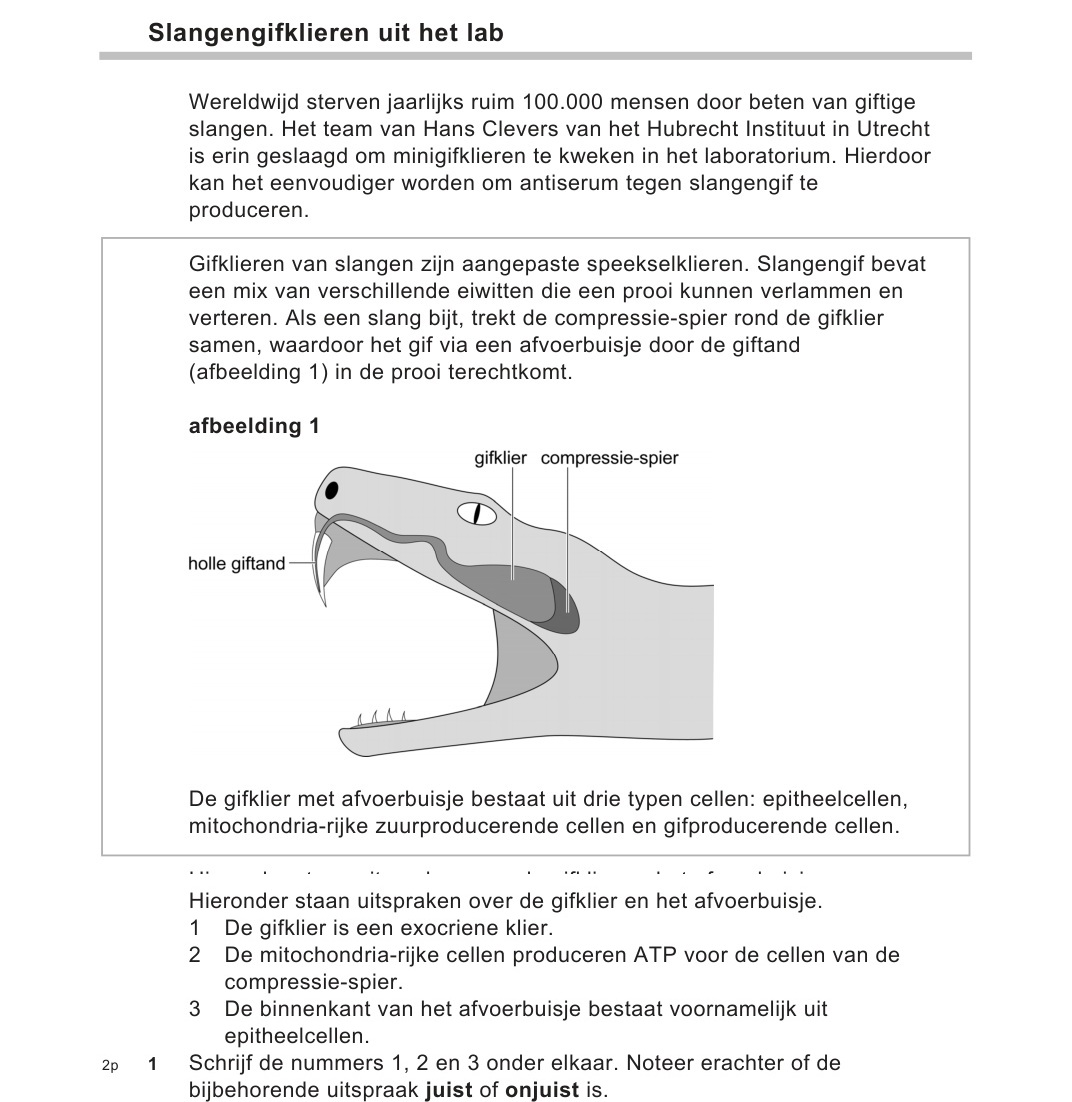 Slangengifklieren uit het lab
Wereldwijd sterven jaarlijks ruim 100.000 mensen door beten van giftige
slangen. Het team van Hans Clevers van het Hubrecht Instituut in Utrecht
is erin geslaagd om minigifklieren te kweken in het laboratorium. Hierdoor
kan het eenvoudiger worden om antiserum tegen slangengif te
produceren.
Gifklieren van slangen zijn aangepaste speekselklieren. Slangengif bevat
een mix van verschillende eiwitten die een prooi kunnen verlammen en
verteren. Als een slang bijt, trekt de compressie-spier rond de gifklier
samen, waardoor het gif via een afvoerbuisje door de giftand
(afbeelding 1) in de prooi terechtkomt.
afbeelding 1
gifklier compressie-spier
holle giftand
De gifklier met afvoerbuisje bestaat uit drie typen cellen: epitheelcellen,
mitochondria-rijke zuurproducerende cellen en gifproducerende cellen.
Hieronder staan uitspraken over de gifklier en het afvoerbuisje.
1 De gifklier is een exocriene klier.
2 De mitochondria-rijke cellen produceren ATP voor de cellen van de
compressie-spier.
3 De binnenkant van het afvoerbuisje bestaat voornamelijk uit
epitheelcellen.
2p 1 Schrijf de nummers 1, 2 en 3 onder elkaar. Noteer erachter of de
bijbehorende uitspraak juist of onjuist is.